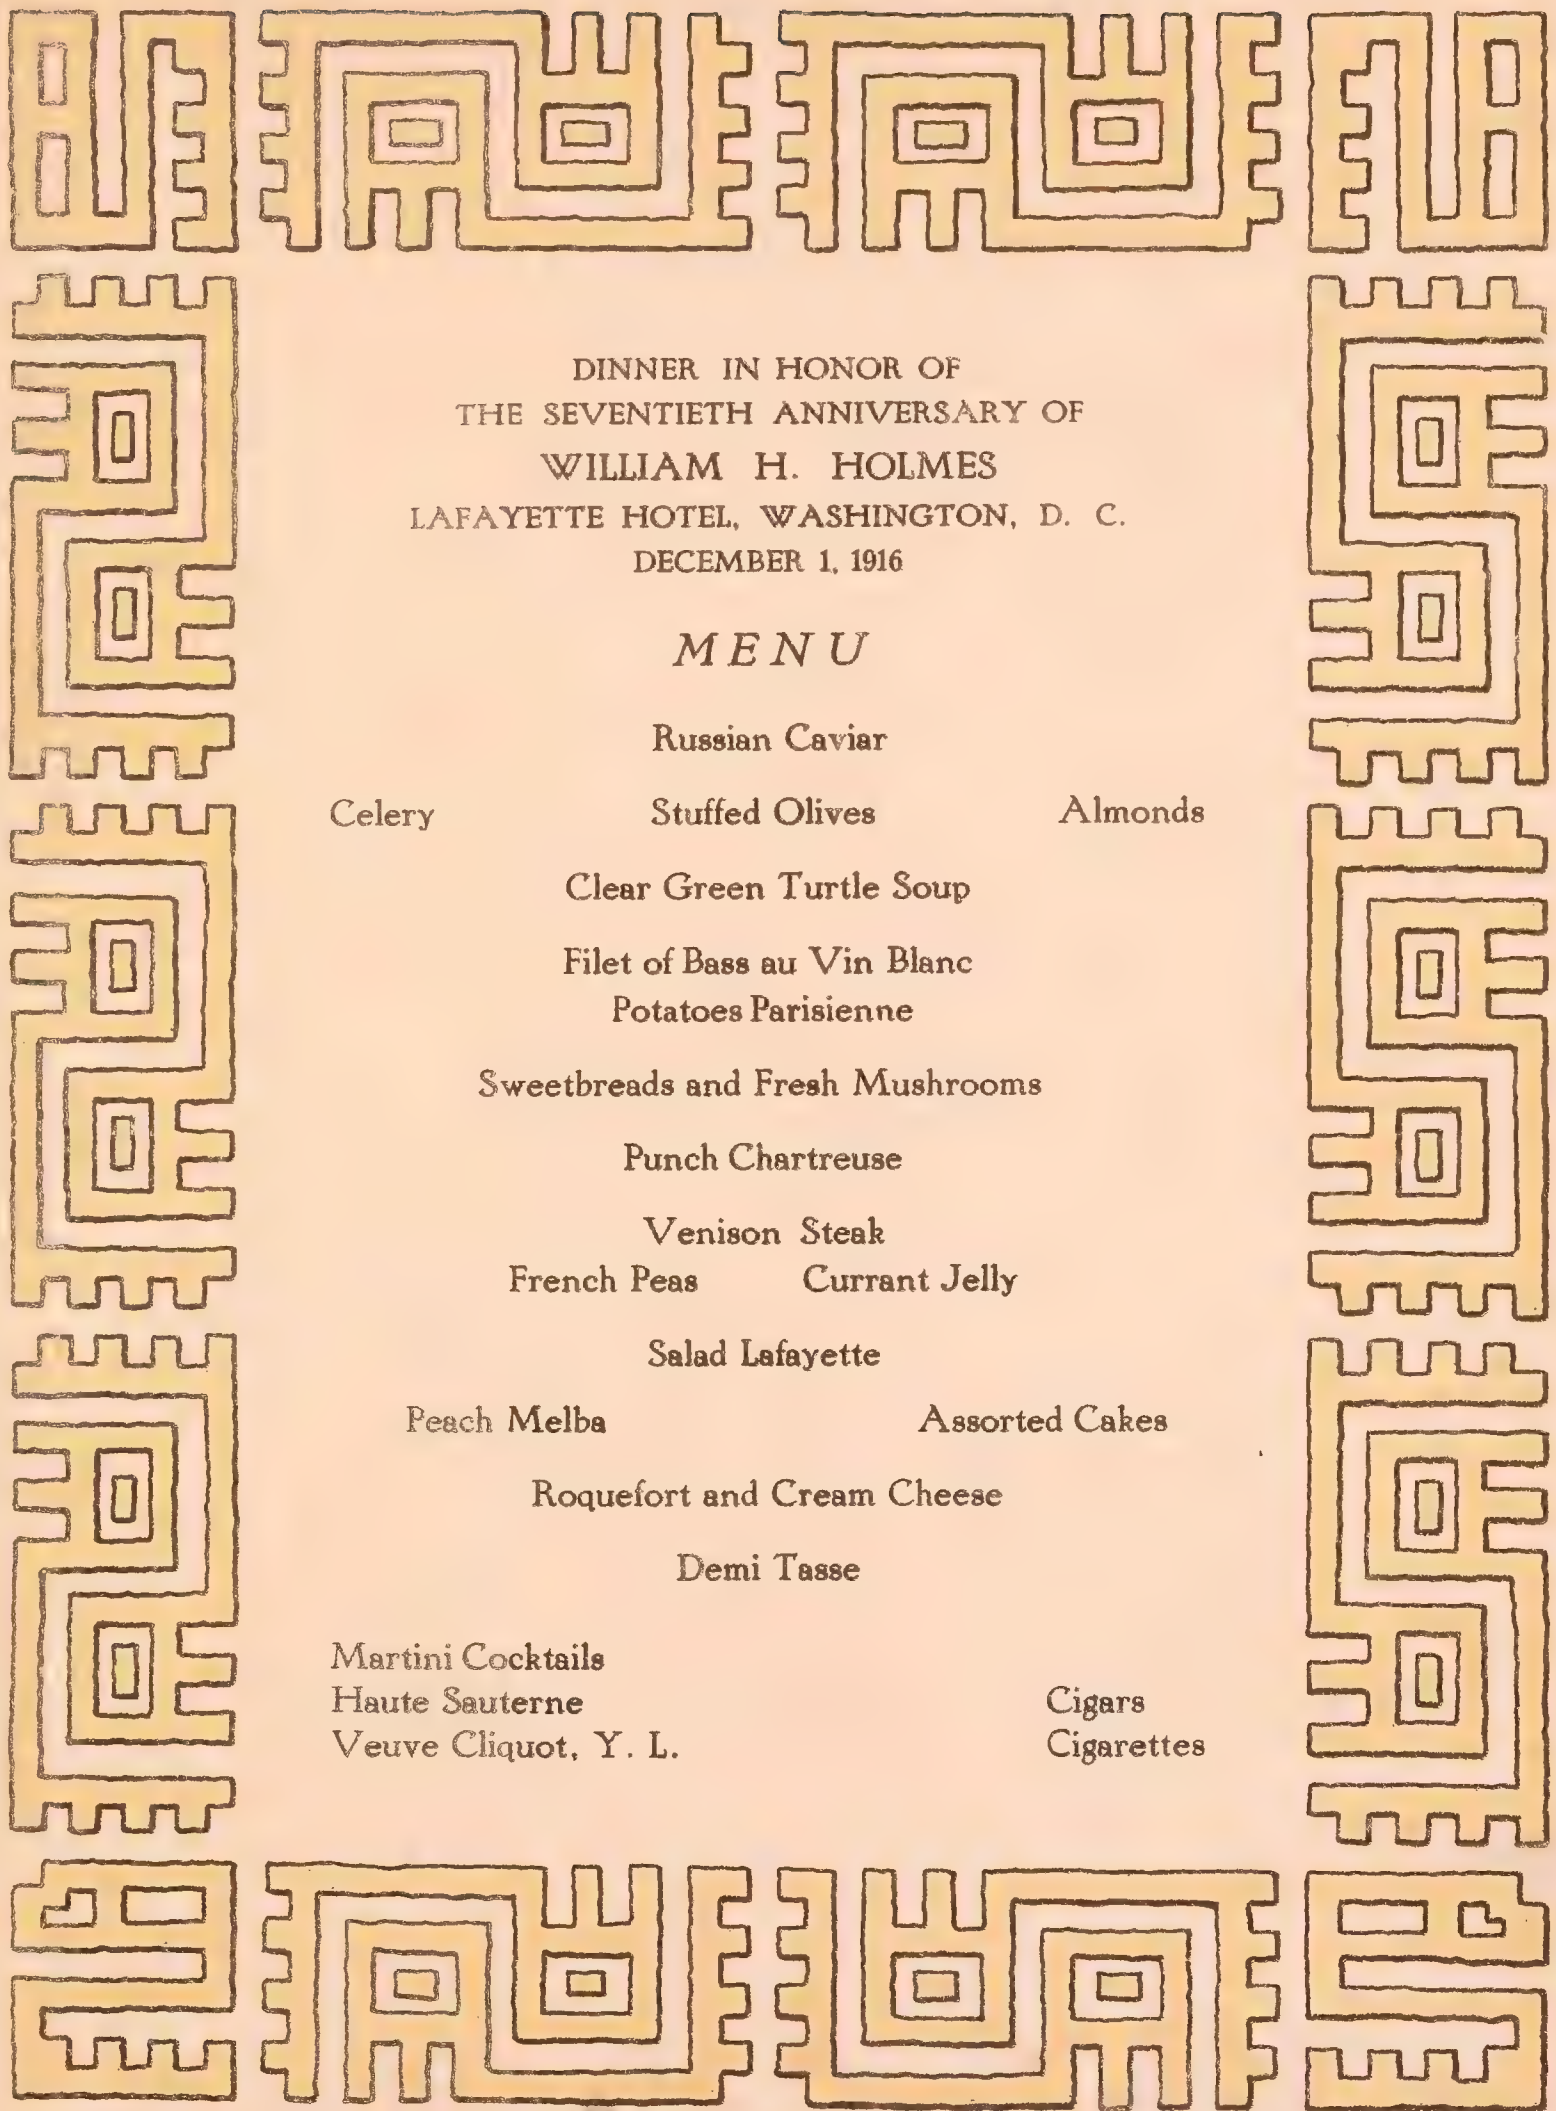 DINNER IN HONOR OF
THE SEVENTIETH ANNIVERSARY OF
WILLIAM H. HOLMES
LAFAYETTE HOTEL, WASHINGTON, D. C.
DECEMBER 1, 1916
MENU
Russian Caviar
Celery Stuffed Olives Almonds
Clear Green Turtle Soup
Filet of Bass au Vin Blanc
Potatoes Parisienne
Sweetbreads and Fresh Mushrooms
Punch Chartreuse
Venison Steak
French Peas Currant Jelly
Salad Lafayette
Peach Melba Assorted Cakes
Roquefort and Cream Cheese
Demi Tasse
Martini Cocktails
Haute Sauterne Cigars
Veuve Cliquot, Y. L. Cigarettes